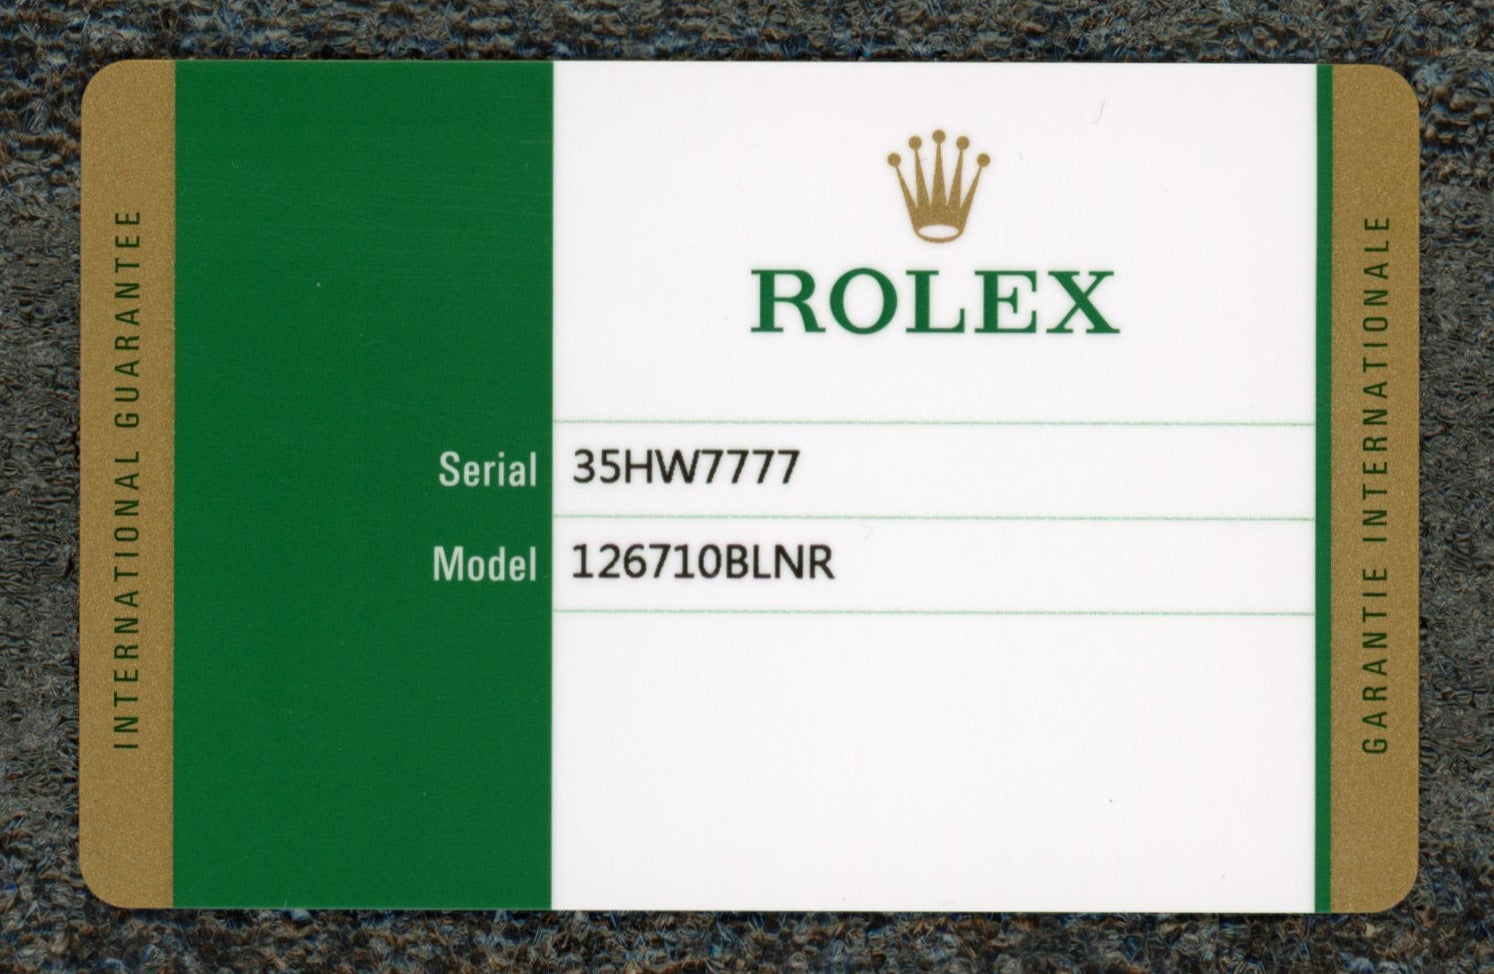 INTERNATIONAL GUARANTEE
ROLEX
Serial 35HW7777
Model 126710BLNR
GARANTIE INTERNATIONALE